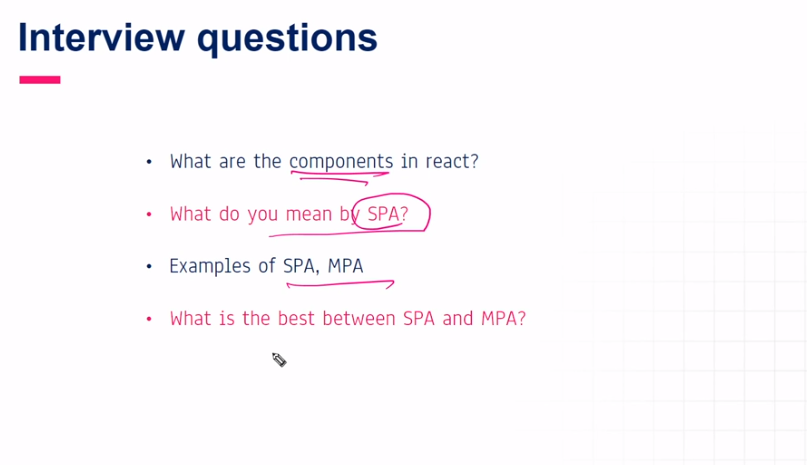 Interview questions
• What are the components in react?
• What do you mean by SPA?
• Examples of SPA, MPA
• What is the best between SPA and MPA?